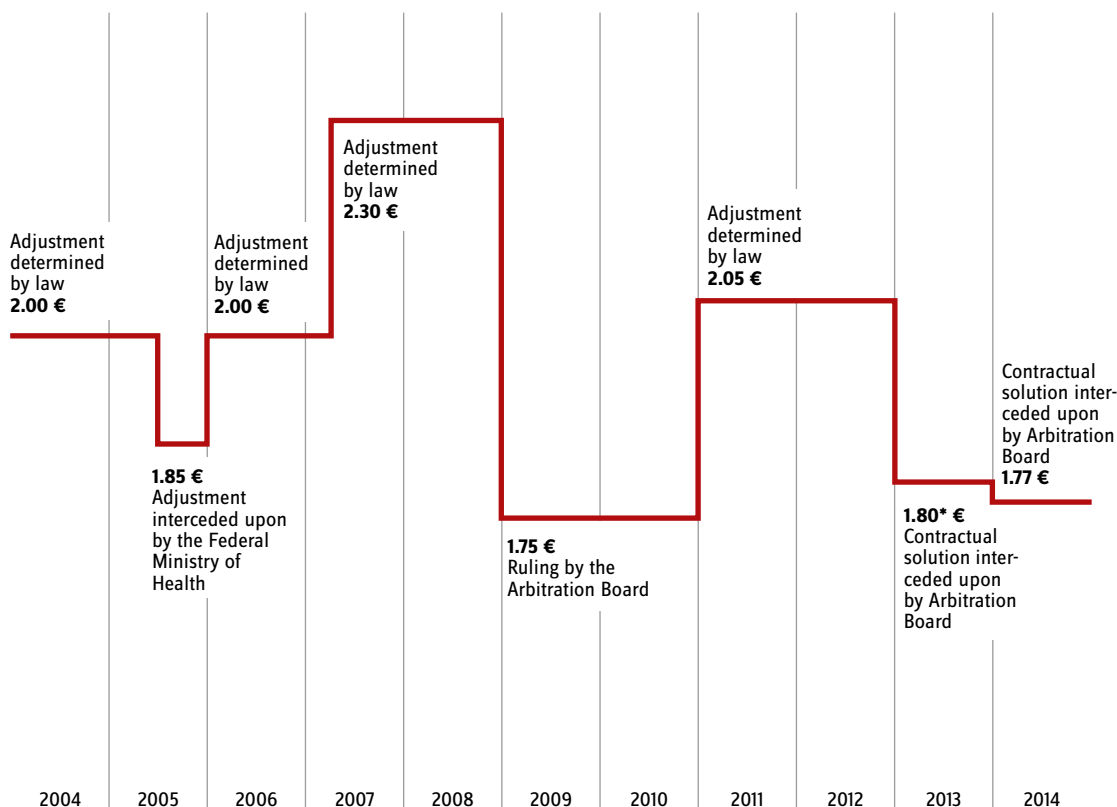 Adjustment
determined
by law
2.00 €
1.85 €
Adjustment
interceded upon
by the Federal
Ministry of
Health
Adjustment
determined
by law
2.00 €
Adjustment
determined
by law
2.30 €
1.75 €
Ruling by the
Arbitration Board
Adjustment
determined
by law
2.05 €
1.80* €
Contractual
solution inter-
ceded upon
by Arbitration
Board
Contractual
solution inter-
ceded upon
by Arbitration
Board
1.77 €
2004 2005 2006 2007 2008 2009 2010 2011 2012 2013 2014